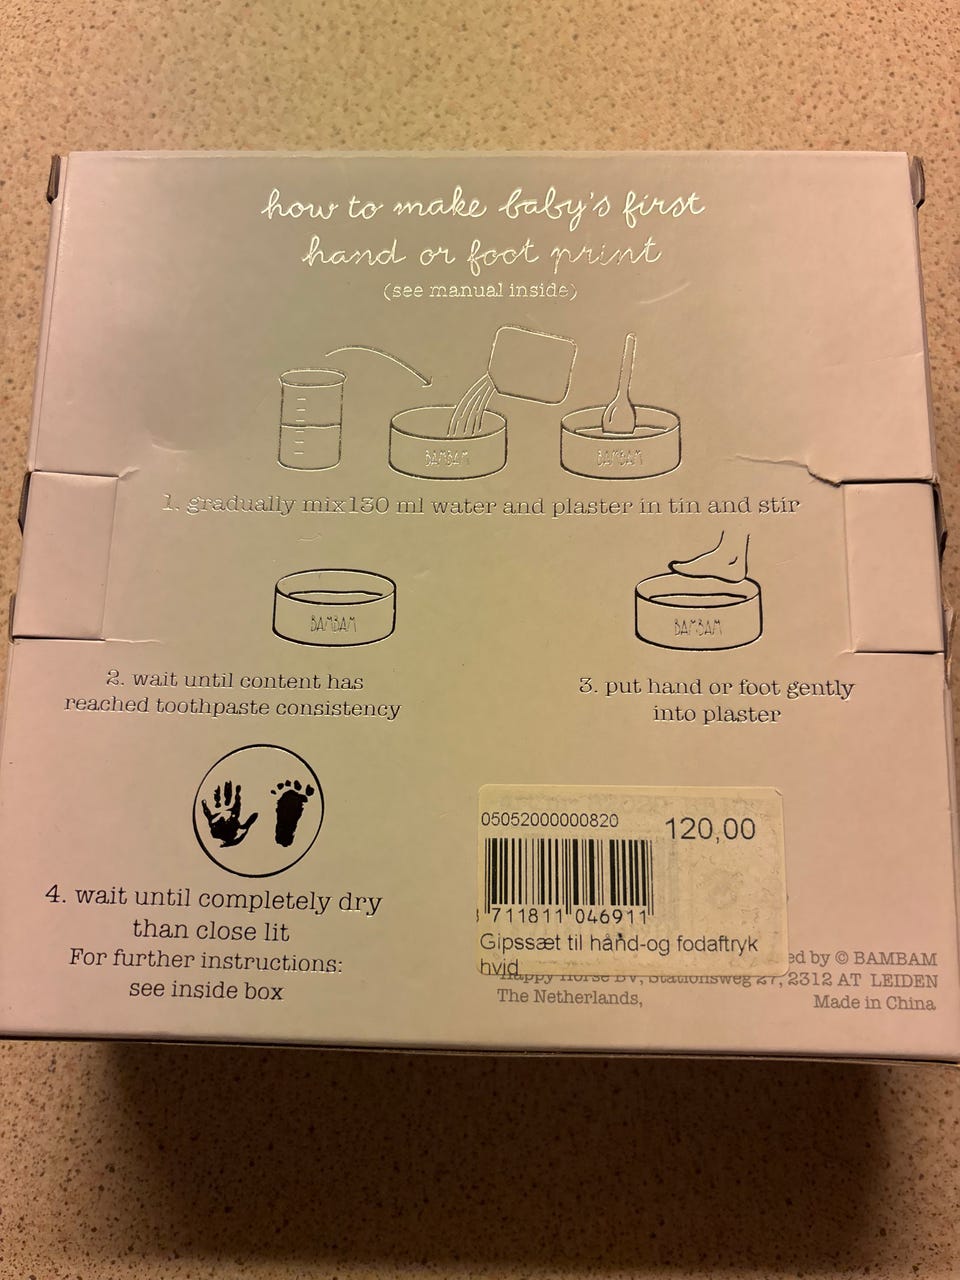 how to make baby's first
hand or foot print
(see manual inside)
BAMBAM
BAMBAM
1. gradually mix130 ml water and plaster in tin and stir
BAMBAM
BAMBAM
2. wait until content has
reached toothpaste consistency
3. put hand or foot gently
into plaster
05052000000820
120,00
711811 046911
Gipssæt til hånd-og fodaftryk
hvid
4. wait until completely dry
than close lit
For further instructions:
see inside box
ed by © BAMBAM
Happy Horse BV, Stationsweg 27, 2312 AT LEIDEN
The Netherlands,
Made in China